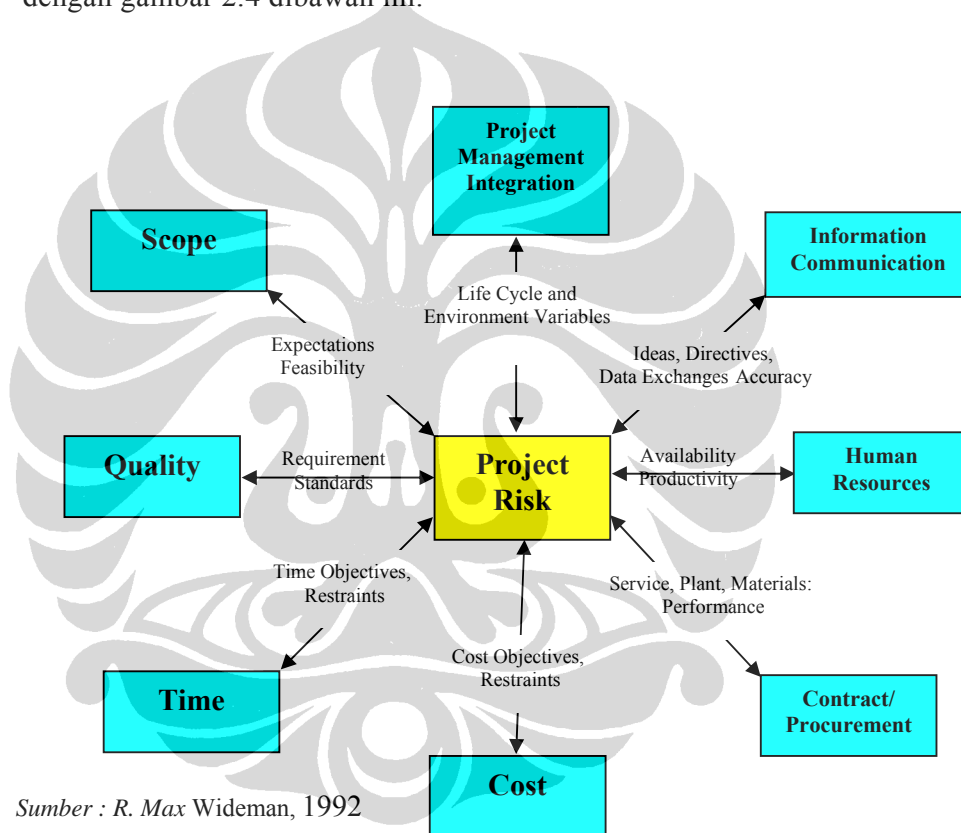 dengan gambar 2.4 dibawah ini:
Project
Management
Integration
Scope
Information
Communication
Life Cycle and
Environment Variables
Expectations
Feasibility
Ideas, Directives,
Data Exchanges Accuracy
Quality
Requirement
Standards
Project
Risk
Availability
Productivity
Human
Resources
Time Objectives,
Restraints
Service, Plant, Materials:
Performance
Cost Objectives,
Restraints
Time
Contract/
Procurement
Cost
Sumber : R. Max Wideman, 1992